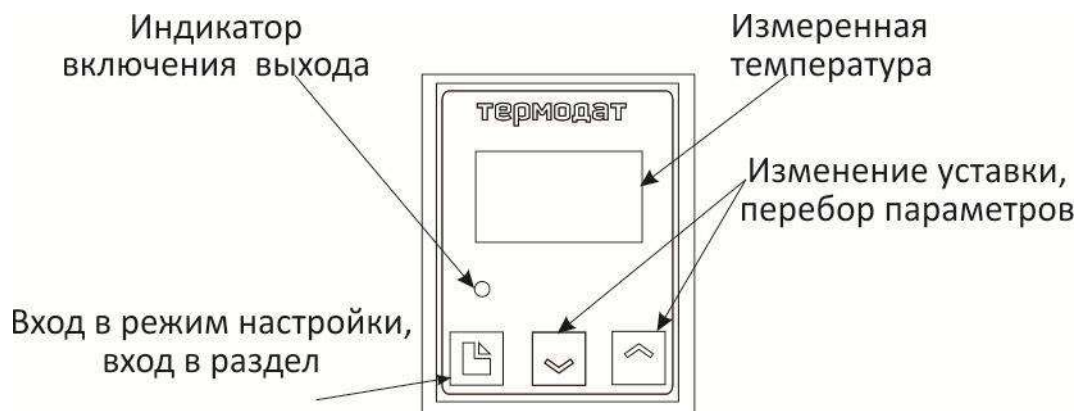 Индикатор
включения выхода
Измеренная
температура
термодат
Изменение уставки,
перебор параметров
Вход в режим настройки,
вход в раздел